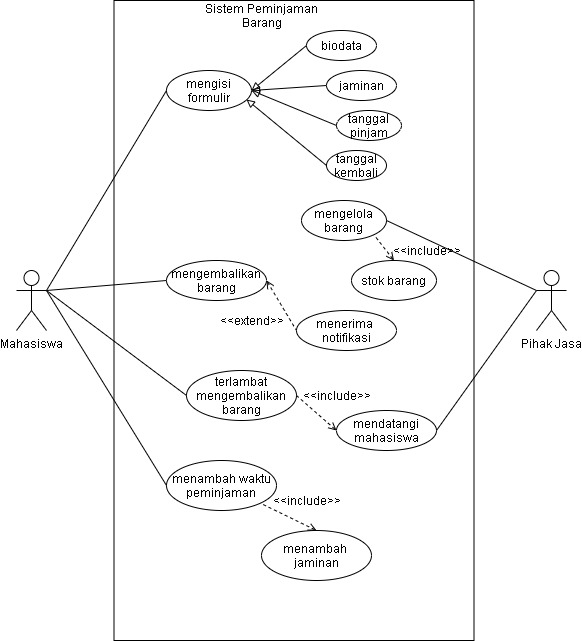 Sistem Peminjaman
Barang
biodata
mengisi
formulir
jaminan
tanggal
pinjam
tanggal
kembali
mengelola
barang
<<include>>
stok barang
mengembalikan
barang
<<extend>>
menerima
notifikasi
Mahasiswa
Pihak Jasa
terlambat
mengembalikan
barang
<<include>>
mendatangi
mahasiswa
menambah waktu
peminjaman
<<include>>
menambah
jaminan